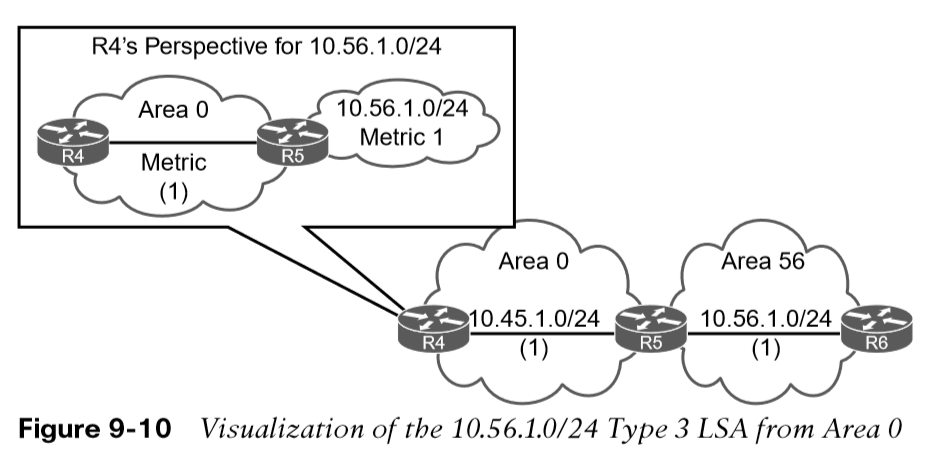 R4’s Perspective for 10.56.1.0/24
Area 0
10.56.1.0/24
Metric 1
R4
R5
Metric
(1)
Area 0
Area 56
10.45.1.0/24
10.56.1.0/24
R4
(1)
R5
(1)
R6
Figure 9-10 Visualization of the 10.56.1.0/24 Type 3 LSA from Area 0